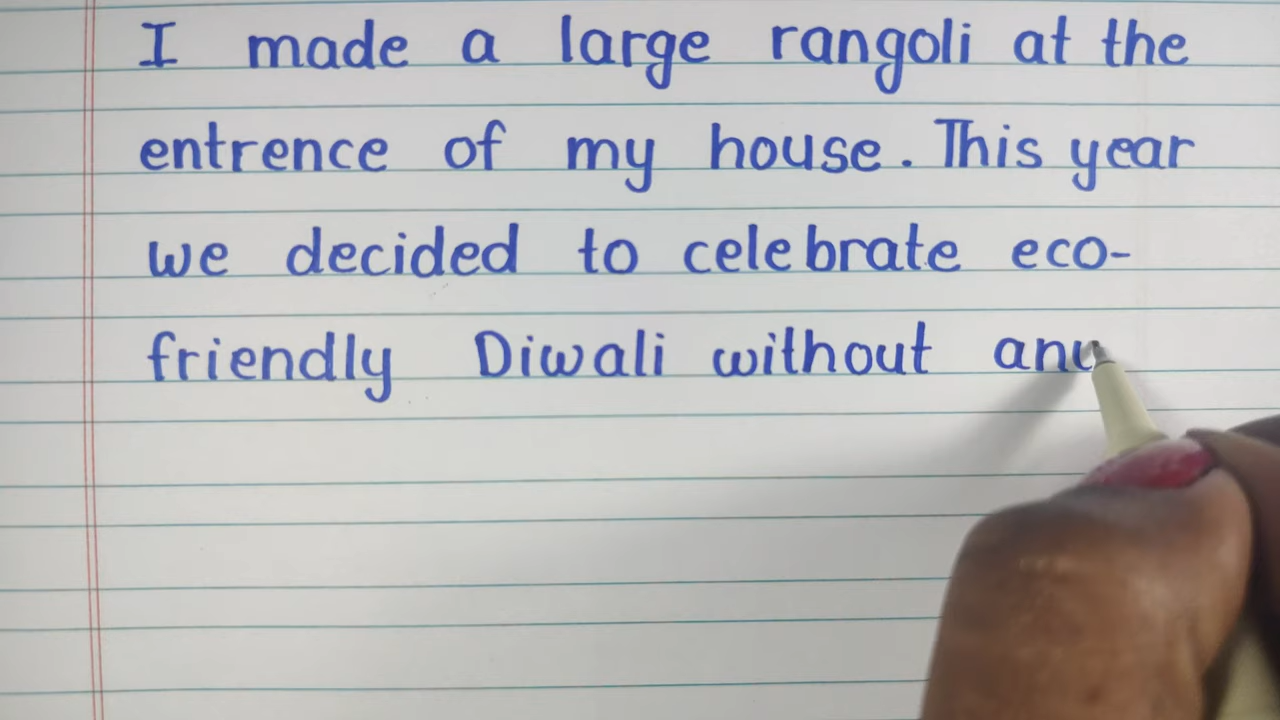 I made a large rangoli at the
entrence of my house. This year
we decided to celebrate eco-
friendly Diwali without any